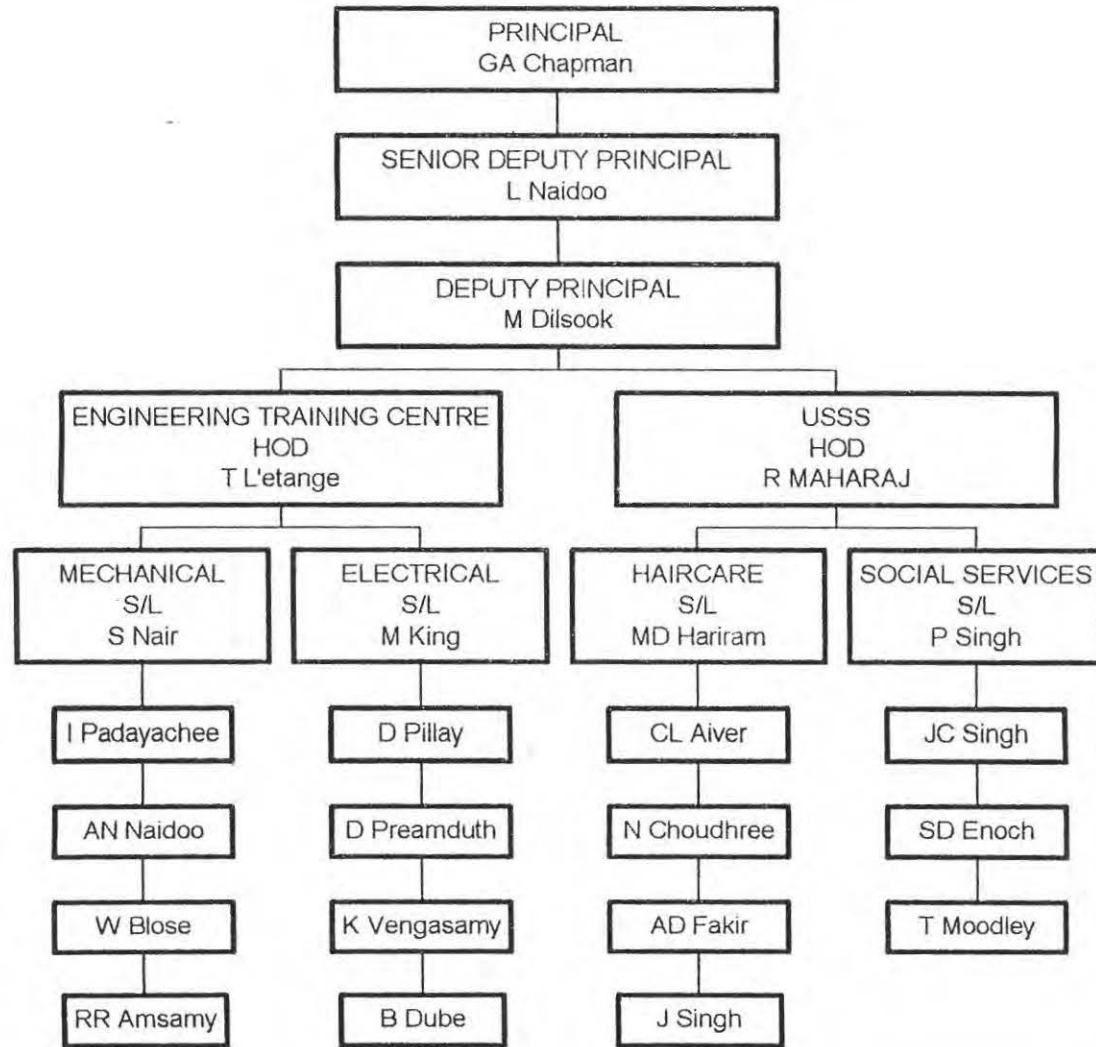 PRINCIPAL
GA Chapman
SENIOR DEPUTY PRINCIPAL
L Naidoo
DEPUTY PRINCIPAL
M Dilsook
ENGINEERING TRAINING CENTRE
HOD
T L'etange
USSS
HOD
R MAHARAJ
MECHANICAL
S/L
S Nair
ELECTRICAL
S/L
M King
HAIRCARE
S/L
MD Hariram
SOCIAL SERVICES
S/L
P Singh
I Padayachee
D Pillay
CL Aiver
JC Singh
AN Naidoo
D Preamduth
N Choudhree
SD Enoch
W Blose
K Vengasamy
AD Fakir
T Moodley
RR Amsamy
B Dube
J Singh